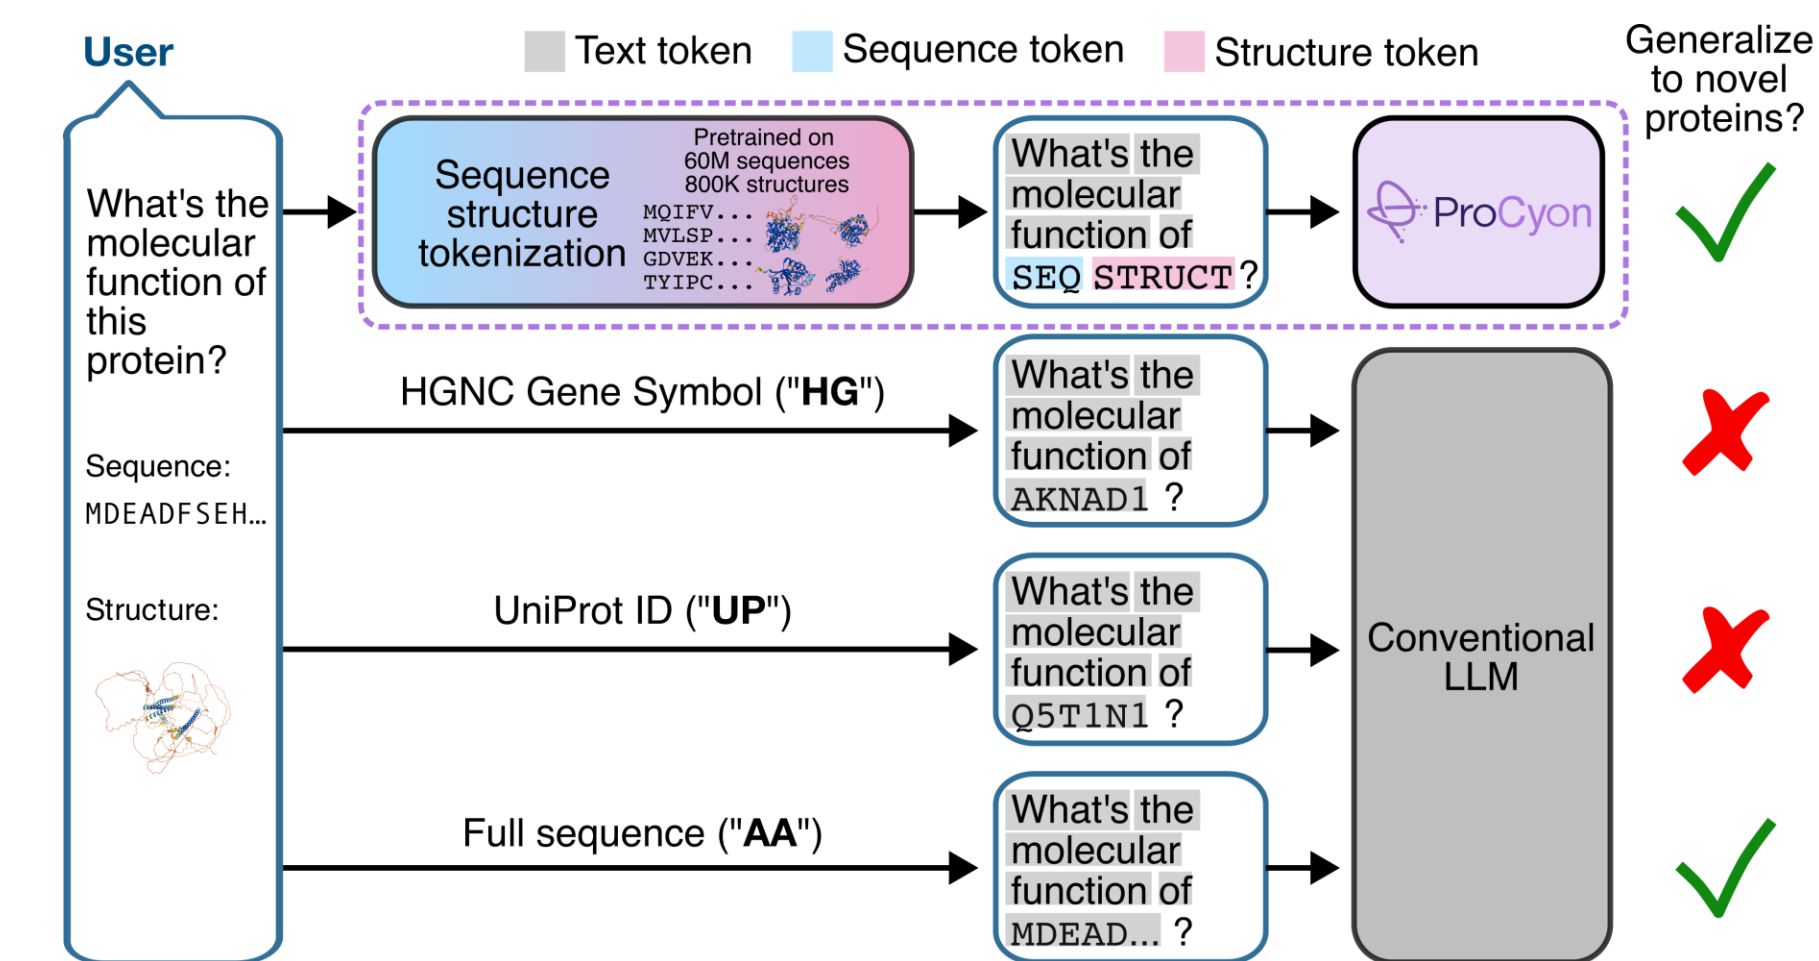 User
Text token
Sequence token
Structure token
Generalize
to novel
proteins?
What's the
molecular
function of
this
protein?
Sequence:
MDEADFSEH...
Structure:
Sequence
structure
tokenization
Pretrained on
60M sequences
800K structures
MQIFV...
MVLSP...
GDVEK...
TYIPC...
What's the
molecular
function of
SEQ STRUCT?
ProCyon
HGNC Gene Symbol ("HG")
What's the
molecular
function of
AKNAD1 ?
UniProt ID ("UP")
What's the
molecular
function of
Q5T1N1 ?
Full sequence ("AA")
What's the
molecular
function of
MDEAD... ?
Conventional
LLM